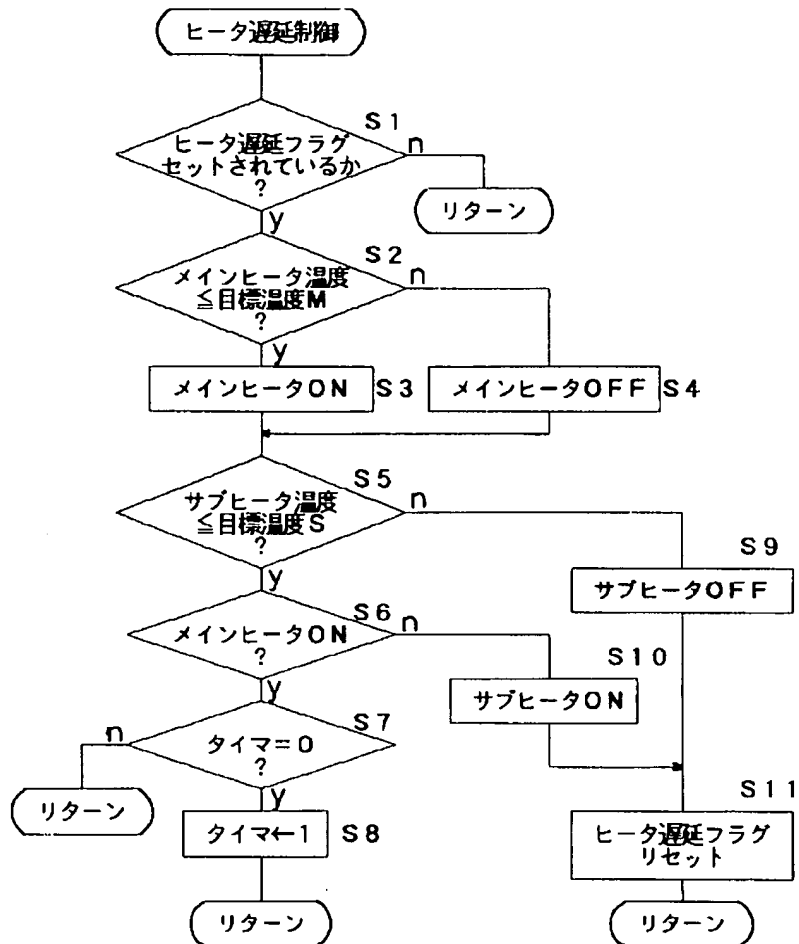 ヒータ遅延制御
S1
ヒータ遅延フラグ
セットされているか
?
n
リターン
y
S2
メインヒータ温度
≦目標温度M
?
n
y
メインヒータON
S3
メインヒータOFF
S4
S5
サブヒータ温度
≦目標温度S
?
n
y
S9
サブヒータOFF
S6
メインヒータON
?
n
y
S10
サブヒータON
S7
タイマ=0
?
n
y
リターン
タイマ←1
S8
S11
ヒータ遅延フラグ
リセット
リターン
リターン